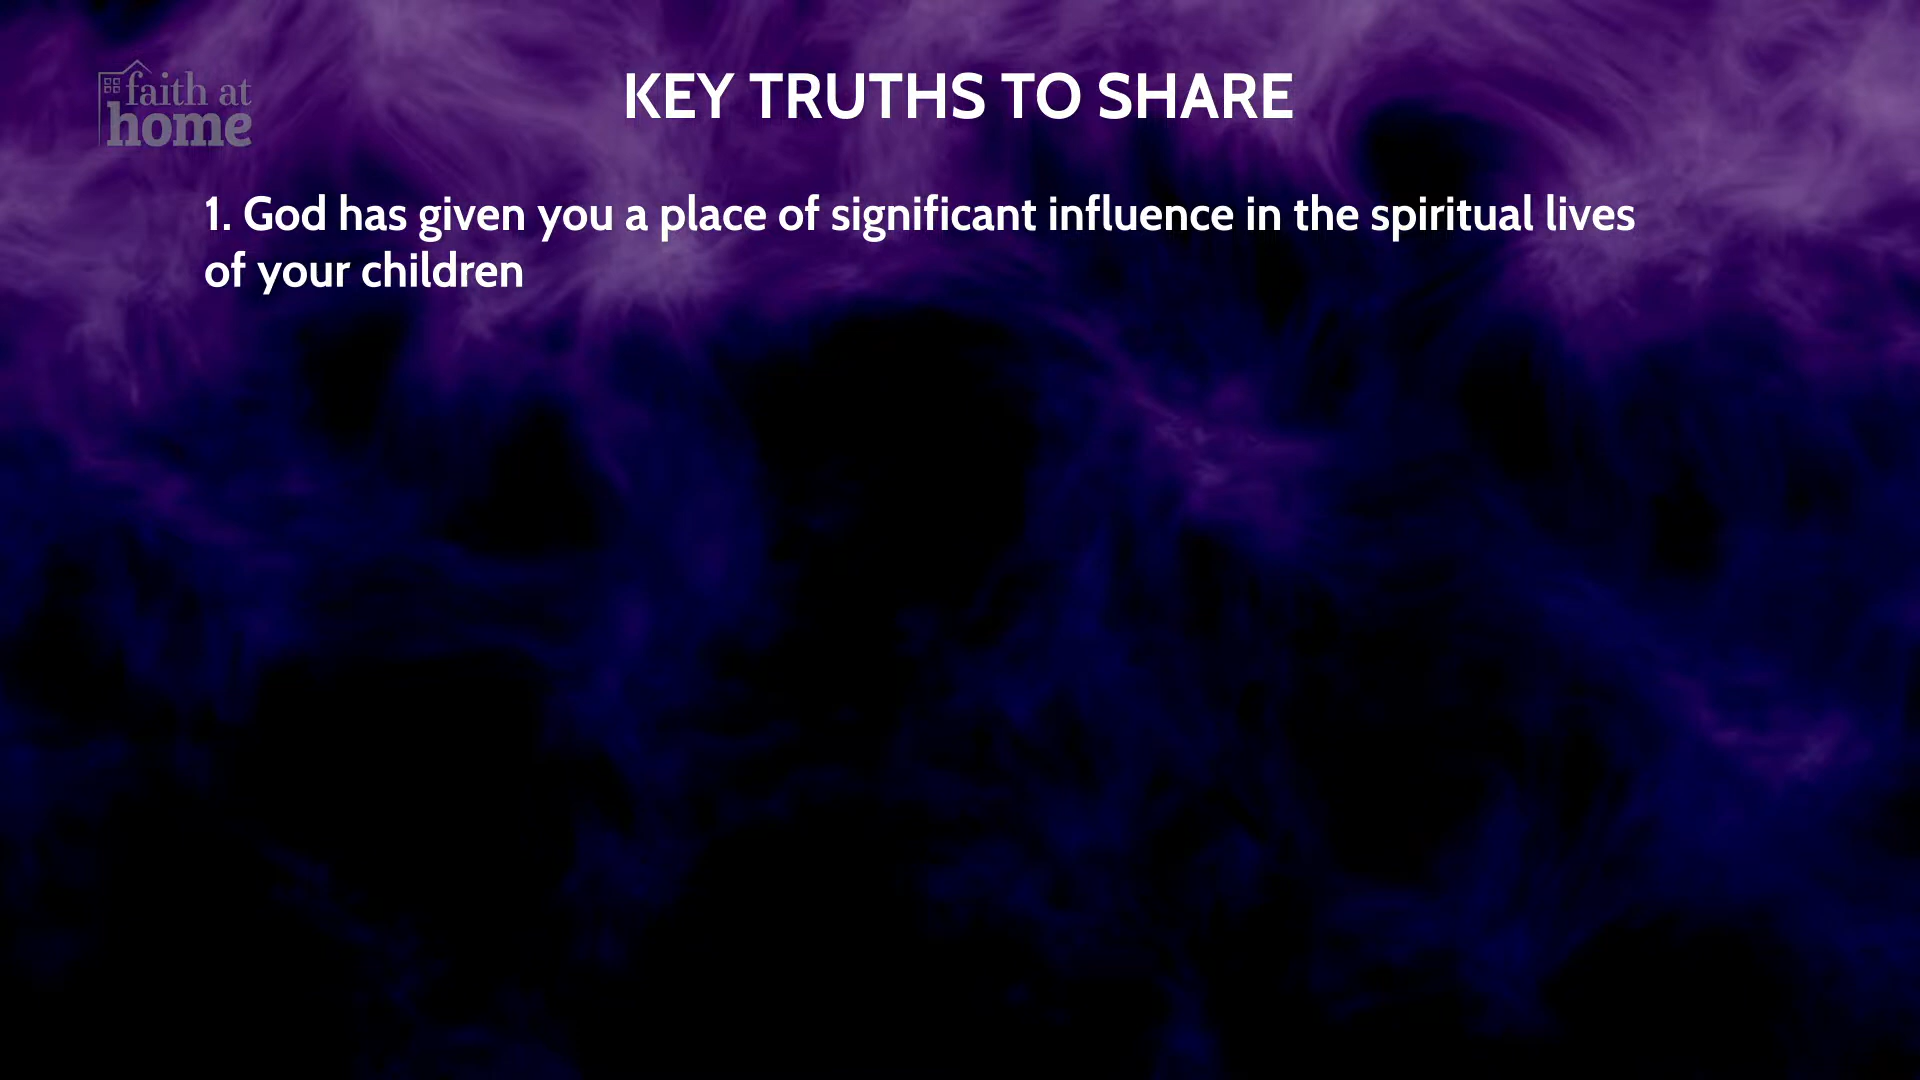 faith at
home
KEY TRUTHS TO SHARE
1. God has given you a place of significant influence in the spiritual lives
of your children